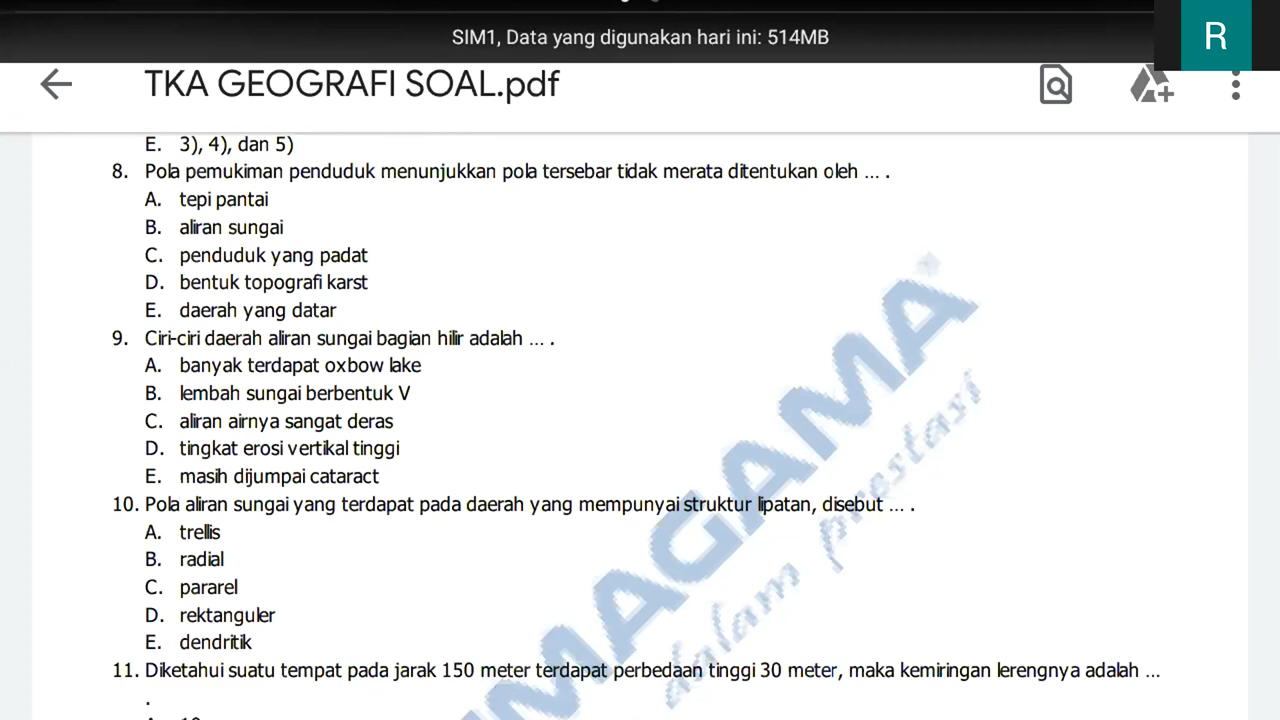 SIM1, Data yang digunakan hari ini: 514MB
R
TKA GEOGRAFI SOAL.pdf
E. 3), 4), dan 5)
8. Pola pemukiman penduduk menunjukkan pola tersebar tidak merata ditentukan oleh ... .
A. tepi pantai
B. aliran sungai
C. penduduk yang padat
D. bentuk topografi karst
E. daerah yang datar
9. Ciri-ciri daerah aliran sungai bagian hilir adalah ... .
A. banyak terdapat oxbow lake
B. lembah sungai berbentuk V
C. aliran airnya sangat deras
D. tingkat erosi vertikal tinggi
E. masih dijumpai cataract
10. Pola aliran sungai yang terdapat pada daerah yang mempunyai struktur lipatan, disebut ... .
A. trellis
B. radial
C. pararel
D. rektanguler
E. dendritik
11. Diketahui suatu tempat pada jarak 150 meter terdapat perbedaan tinggi 30 meter, maka kemiringan lerengnya adalah ...
.
MAGAMA
dalam prestasi